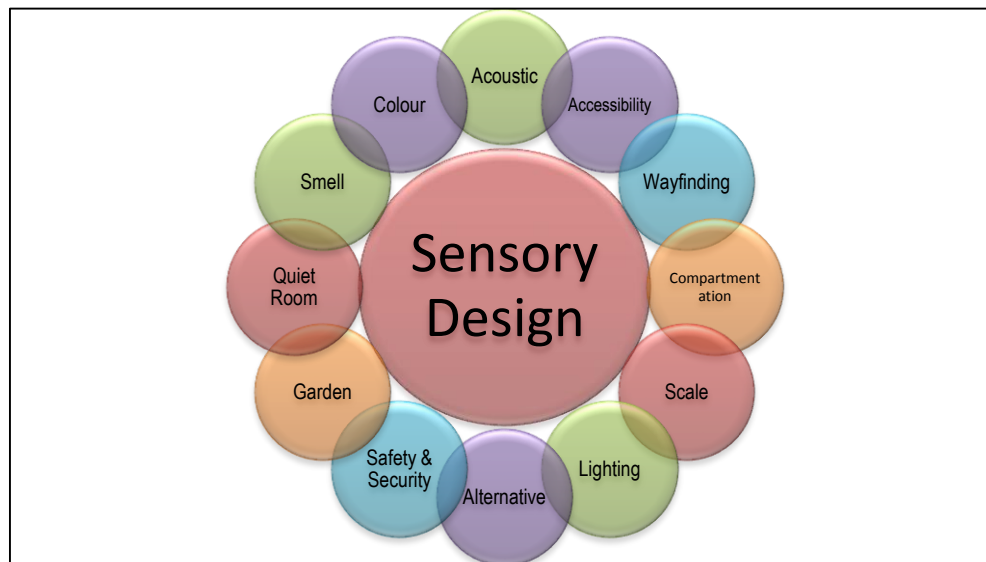 Acoustic
Accessibility
Wayfinding
Compartment
ation
Scale
Lighting
Alternative
Safety &
Security
Garden
Quiet
Room
Smell
Colour
Sensory
Design